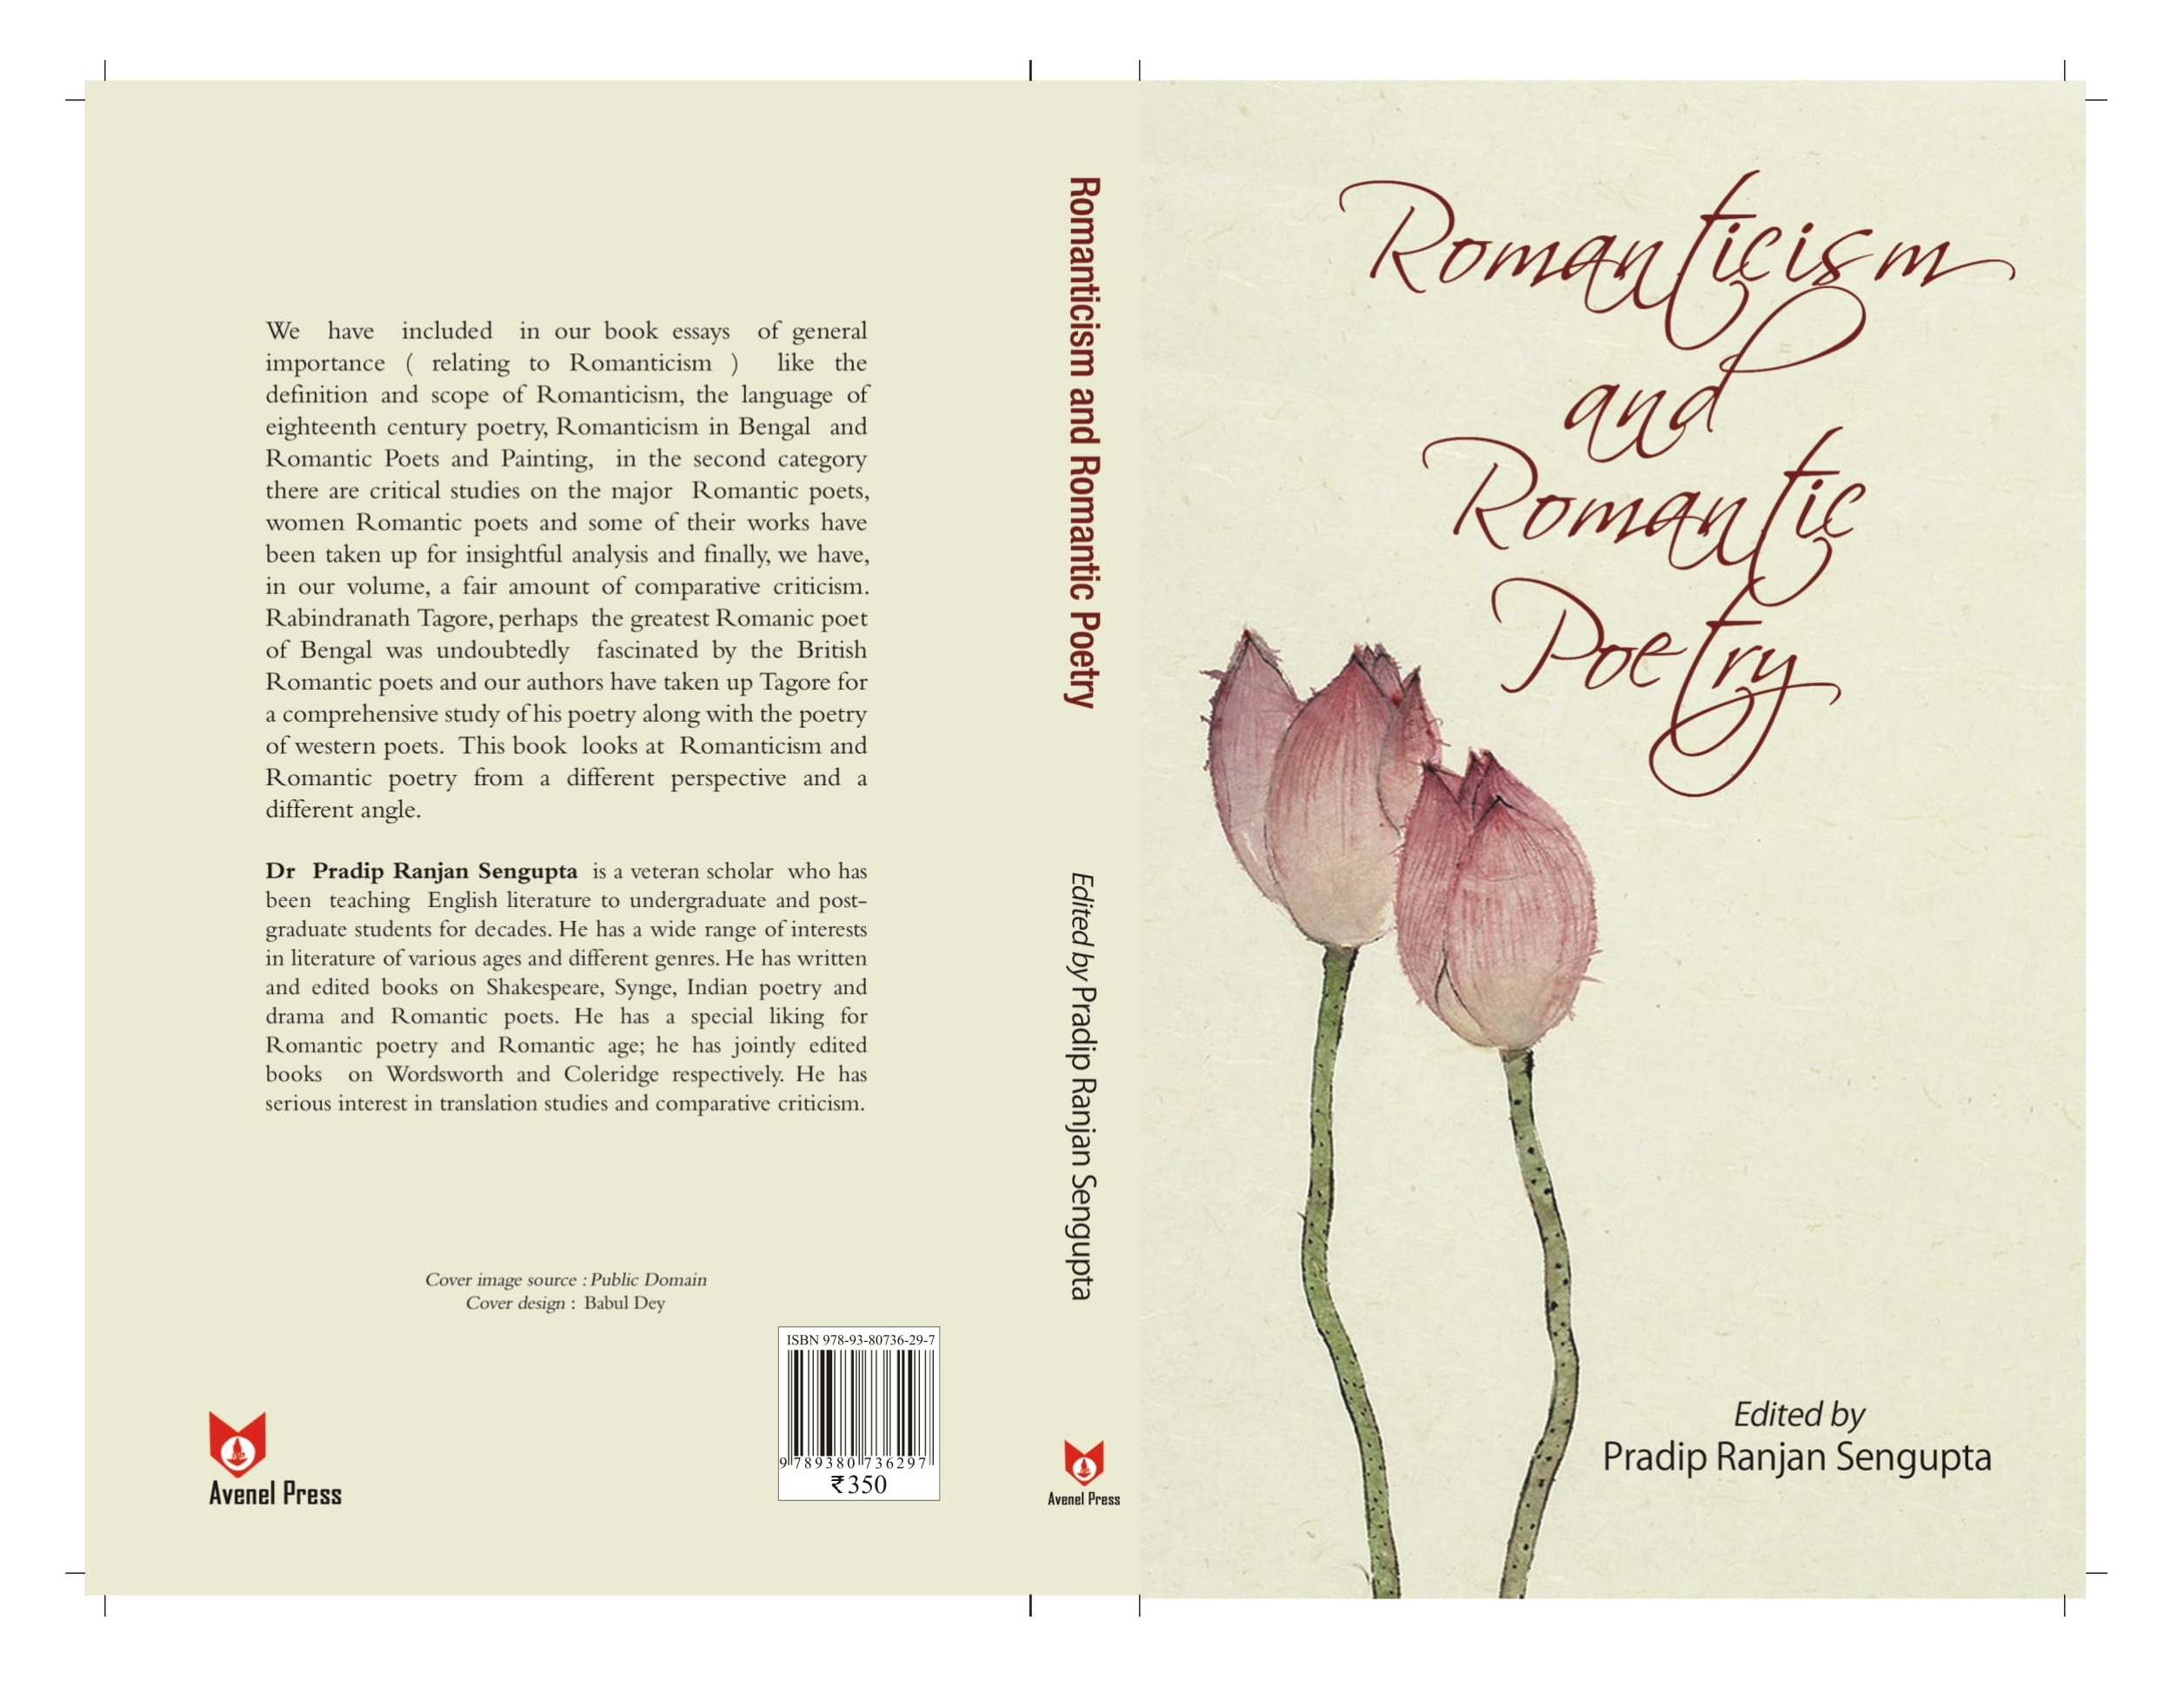 We have included in our book essays of general
importance ( relating to Romanticism ) like the
definition and scope of Romanticism, the language of
eighteenth century poetry, Romanticism in Bengal and
Romantic Poets and Painting, in the second category
there are critical studies on the major Romantic poets,
women Romantic poets and some of their works have
been taken up for insightful analysis and finally, we have,
in our volume, a fair amount of comparative criticism.
Rabindranath Tagore, perhaps the greatest Romanic poet
of Bengal was undoubtedly fascinated by the British
Romantic poets and our authors have taken up Tagore for
a comprehensive study of his poetry along with the poetry
of western poets. This book looks at Romanticism and
Romantic poetry from a different perspective and a
different angle.
Dr Pradip Ranjan Sengupta is a veteran scholar who has
been teaching English literature to undergraduate and post-
graduate students for decades. He has a wide range of interests
in literature of various ages and different genres. He has written
and edited books on Shakespeare, Synge, Indian poetry and
drama and Romantic poets. He has a special liking for
Romantic poetry and Romantic age; he has jointly edited
books on Wordsworth and Coleridge respectively. He has
serious interest in translation studies and comparative criticism.
Cover image source : Public Domain
Cover design : Babul Dey
ISBN 978-93-80736-29-7
9 789380 736297
₹350
Avenel Press
Romanticism and Romantic Poetry
Edited by Pradip Ranjan Sengupta
Avenel Press
Romanticism
and
Romantic
Poetry
Edited by
Pradip Ranjan Sengupta